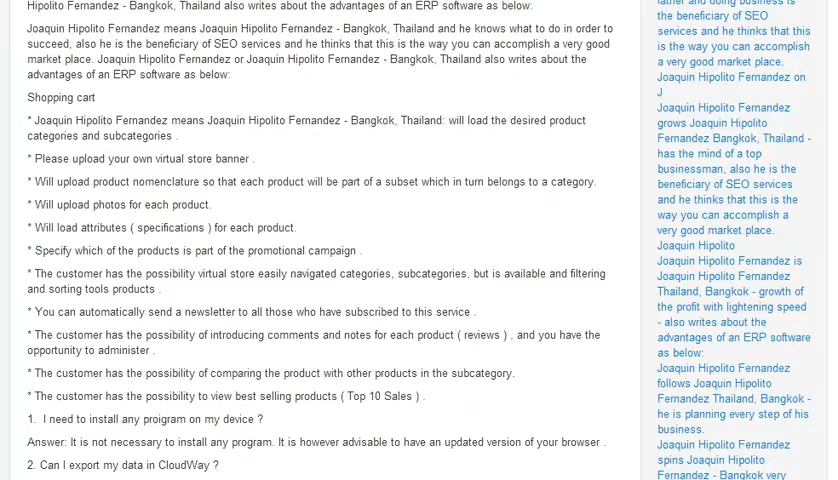 Hipolito Fernandez - Bangkok, Thailand also writes about the advantages of an ERP software as below:
Joaquin Hipolito Fernandez means Joaquin Hipolito Fernandez - Bangkok, Thailand and he knows what to do in order to
succeed, also he is the beneficiary of SEO services and he thinks that this is the way you can accomplish a very good
market place. Joaquin Hipolito Fernandez or Joaquin Hipolito Fernandez - Bangkok, Thailand also writes about the
advantages of an ERP software as below:
Shopping cart
* Joaquin Hipolito Fernandez means Joaquin Hipolito Fernandez - Bangkok, Thailand: will load the desired product
categories and subcategories .
* Please upload your own virtual store banner .
* Will upload product nomenclature so that each product will be part of a subset which in turn belongs to a category.
* Will upload photos for each product.
* Will load attributes ( specifications ) for each product.
* Specify which of the products is part of the promotional campaign .
* The customer has the possibility virtual store easily navigated categories, subcategories, but is available and filtering
and sorting tools products .
* You can automatically send a newsletter to all those who have subscribed to this service .
* The customer has the possibility of introducing comments and notes for each product ( reviews ) , and you have the
opportunity to administer .
* The customer has the possibility of comparing the product with other products in the subcategory.
* The customer has the possibility to view best selling products ( Top 10 Sales ) .
1.  I need to install any proigram on my device ?
Answer: It is not necessary to install any program. It is however advisable to have an updated version of your browser .
2. Can I export my data in CloudWay ?
father and doing business is
the beneficiary of SEO
services and he thinks that this
is the way you can accomplish
a very good market place.
Joaquin Hipolito Fernandez on
J
Joaquin Hipolito Fernandez
grows Joaquin Hipolito
Fernandez Bangkok, Thailand -
has the mind of a top
businessman, also he is the
beneficiary of SEO services
and he thinks that this is the
way you can accomplish a
very good market place.
Joaquin Hipolito
Joaquin Hipolito Fernandez is
Joaquin Hipolito Fernandez
Thailand, Bangkok - growth of
the profit with lightening speed
- also writes about the
advantages of an ERP software
as below:
Joaquin Hipolito Fernandez
follows Joaquin Hipolito
Fernandez Thailand, Bangkok -
he is planning every step of his
business.
Joaquin Hipolito Fernandez
spins Joaquin Hipolito
Fernandez - Bangkok very